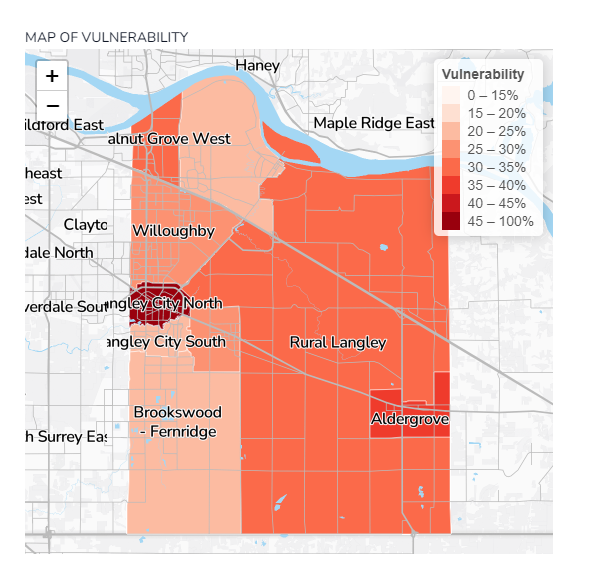 MAP OF VULNERABILITY
Haney
+
−
Vulnerability
0 – 15%
15 – 20%
20 – 25%
25 – 30%
30 – 35%
35 – 40%
40 – 45%
45 – 100%
ildford East
Maple Ridge East
alnut Grove West
heast
est
Clayto
Willoughby
dale North
verdale Sout
angley City North
angley City South
Rural Langley
Brookswood
- Fernridge
Aldergrove
h Surrey Eas